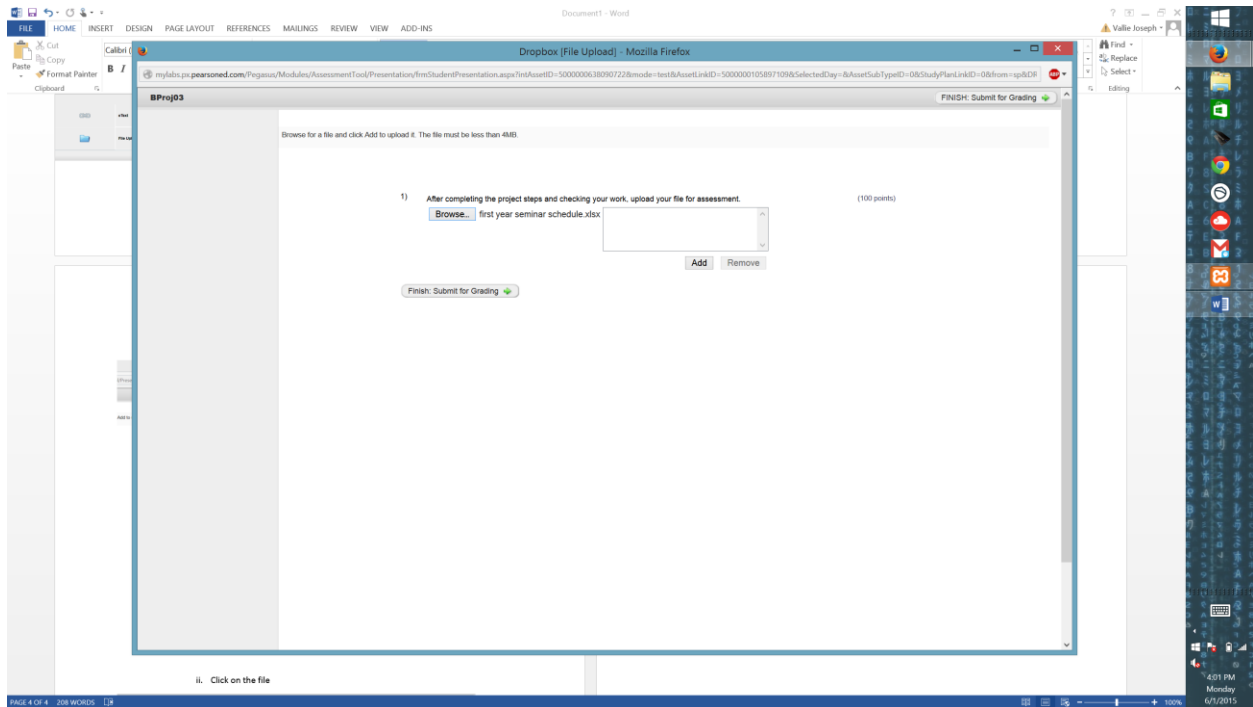 Document1 - Word
FILE HOME INSERT DESIGN PAGE LAYOUT REFERENCES MAILINGS REVIEW VIEW ADD-INS
Vallie Joseph
Cut
Copy
Paste
Format Painter
Clipboard
Calibri (
B I
Find
Replace
Select
Editing
Dropbox [File Upload] - Mozilla Firefox
mylabs.px.pearsoned.com/Pegasus/Modules/AssessmentTool/Presentation/frmStudentPresentation.aspx?intAssetID=5000000638090722&mode=test&AssetLinkID=5000000105897109&SelectedDay=&AssetSubTypeID=0&StudyPlanLinkID=0&from=sp&DF
ABP
BProj03
FINISH: Submit for Grading
Browse for a file and click Add to upload it. The file must be less than 4MB.
1) After completing the project steps and checking your work, upload your file for assessment. (100 points)
Browse.. first year seminar schedule.xlsx
Add Remove
Finish: Submit for Grading
ii. Click on the file
PAGE 4 OF 4 208 WORDS
100%
4:01 PM
Monday
6/1/2015